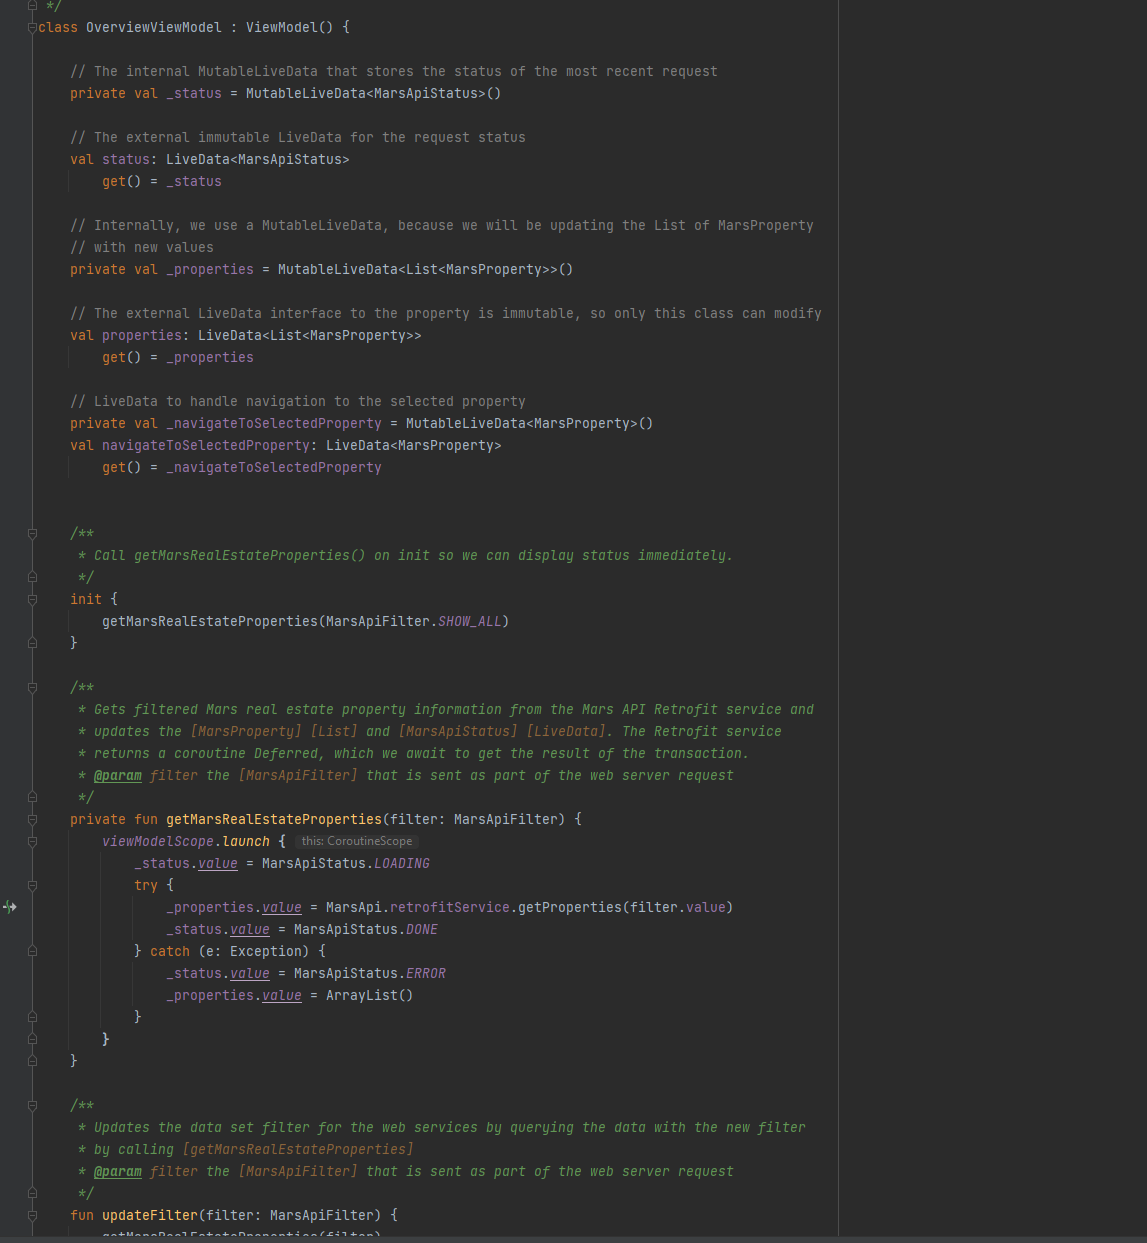 */
class OverviewViewModel : ViewModel() {
// The internal MutableLiveData that stores the status of the most recent request
private val _status = MutableLiveData<MarsApiStatus>()
// The external immutable LiveData for the request status
val status: LiveData<MarsApiStatus>
get() = _status
// Internally, we use a MutableLiveData, because we will be updating the List of MarsProperty
// with new values
private val _properties = MutableLiveData<List<MarsProperty>>()
// The external LiveData interface to the property is immutable, so only this class can modify
val properties: LiveData<List<MarsProperty>>
get() = _properties
// LiveData to handle navigation to the selected property
private val _navigateToSelectedProperty = MutableLiveData<MarsProperty>()
val navigateToSelectedProperty: LiveData<MarsProperty>
get() = _navigateToSelectedProperty
/**
* Call getMarsRealEstateProperties() on init so we can display status immediately.
*/
init {
getMarsRealEstateProperties(MarsApiFilter.SHOW_ALL)
}
/**
* Gets filtered Mars real estate property information from the Mars API Retrofit service and
* updates the [MarsProperty] [List] and [MarsApiStatus] [LiveData]. The Retrofit service
* returns a coroutine Deferred, which we await to get the result of the transaction.
* @param filter the [MarsApiFilter] that is sent as part of the web server request
*/
private fun getMarsRealEstateProperties(filter: MarsApiFilter) {
viewModelScope.launch { this: CoroutineScope
_status.value = MarsApiStatus.LOADING
try {
_properties.value = MarsApi.retrofitService.getProperties(filter.value)
_status.value = MarsApiStatus.DONE
} catch (e: Exception) {
_status.value = MarsApiStatus.ERROR
_properties.value = ArrayList()
}
}
}
/**
* Updates the data set filter for the web services by querying the data with the new filter
* by calling [getMarsRealEstateProperties]
* @param filter the [MarsApiFilter] that is sent as part of the web server request
*/
fun updateFilter(filter: MarsApiFilter) {
getMarsRealEstateProperties(filter)